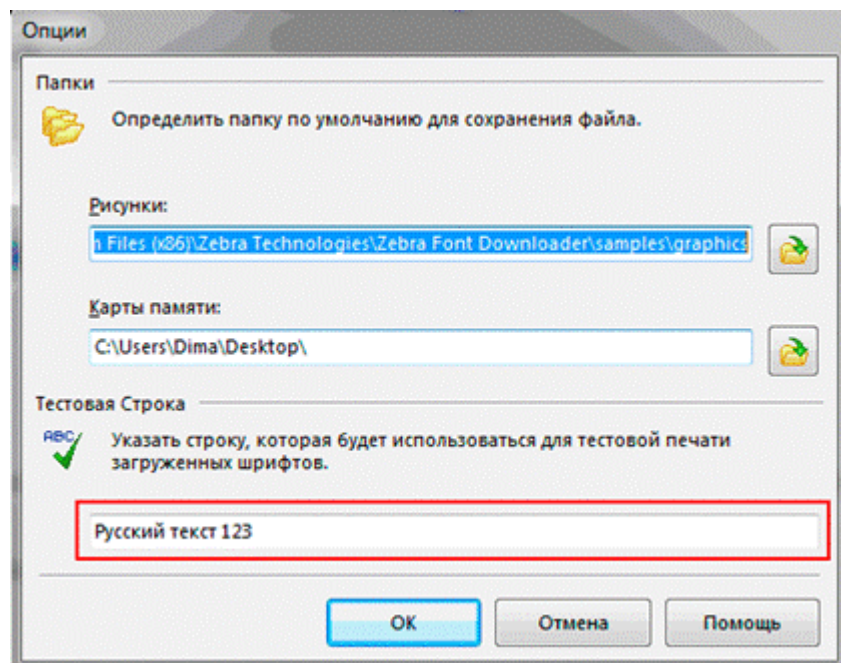 Опции
Папки
Определить папку по умолчанию для сохранения файла.
Рисунки:
n Files (x86)\Zebra Technologies\Zebra Font Downloader\samples\graphics
Карты памяти:
C:\Users\Dima\Desktop\
Тестовая Строка
ABC
Указать строку, которая будет использоваться для тестовой печати
загруженных шрифтов.
Русский текст 123
ОК
Отмена
Помощь